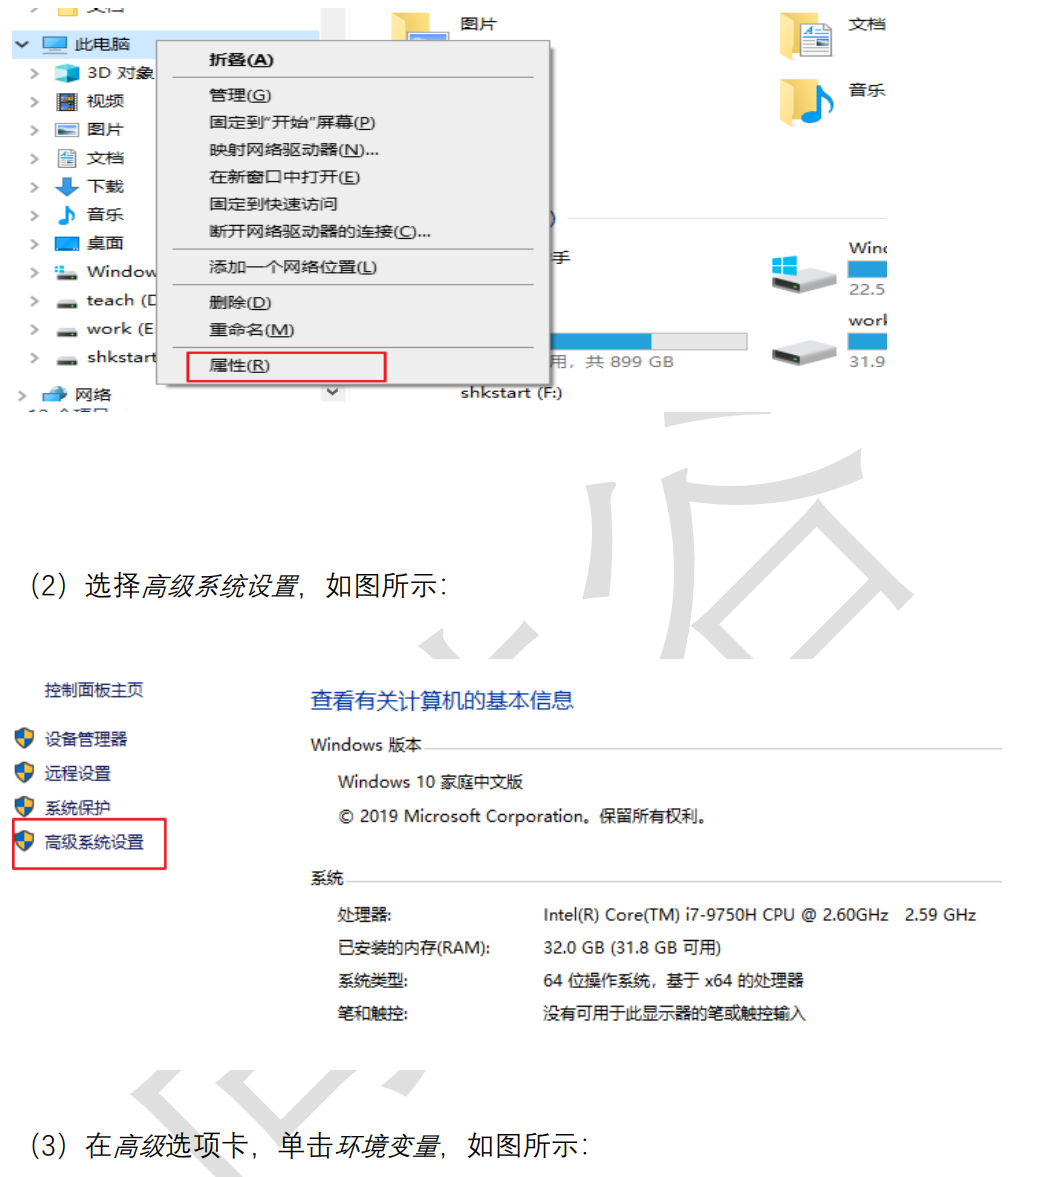 文档
此电脑
3D 对象
视频
图片
文档
下载
音乐
桌面
Window
teach (D
work (E:
shkstart
网络
折叠(A)
管理(G)
固定到"开始"屏幕(P)
映射网络驱动器(N)...
在新窗口中打开(E)
固定到快速访问
断开网络驱动器的连接(C)...
添加一个网络位置(L)
删除(D)
重命名(M)
属性(R)
图片
文档
音乐
)
手
用，共 899 GB
shkstart (F:)
Wind
22.5
work
31.9
（2）选择高级系统设置，如图所示：
控制面板主页
设备管理器
远程设置
系统保护
高级系统设置
查看有关计算机的基本信息
Windows 版本
Windows 10 家庭中文版
© 2019 Microsoft Corporation。保留所有权利。
系统
处理器: Intel(R) Core(TM) i7-9750H CPU @ 2.60GHz 2.59 GHz
已安装的内存(RAM): 32.0 GB (31.8 GB 可用)
系统类型: 64 位操作系统，基于 x64 的处理器
笔和触控: 没有可用于此显示器的笔或触控输入
（3）在高级选项卡，单击环境变量，如图所示：